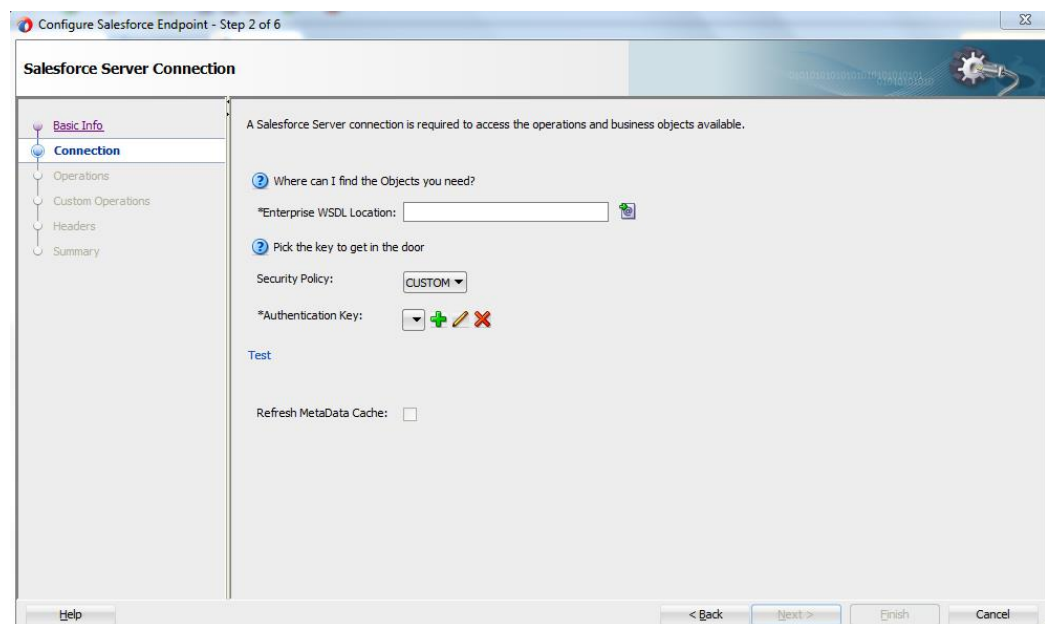 Configure Salesforce Endpoint - Step 2 of 6
Salesforce Server Connection
Basic Info
Connection
Operations
Custom Operations
Headers
Summary
A Salesforce Server connection is required to access the operations and business objects available.
Where can I find the Objects you need?
*Enterprise WSDL Location:
Pick the key to get in the door
Security Policy:
CUSTOM
*Authentication Key:
Test
Refresh MetaData Cache:
Help
< Back
Next >
Finish
Cancel